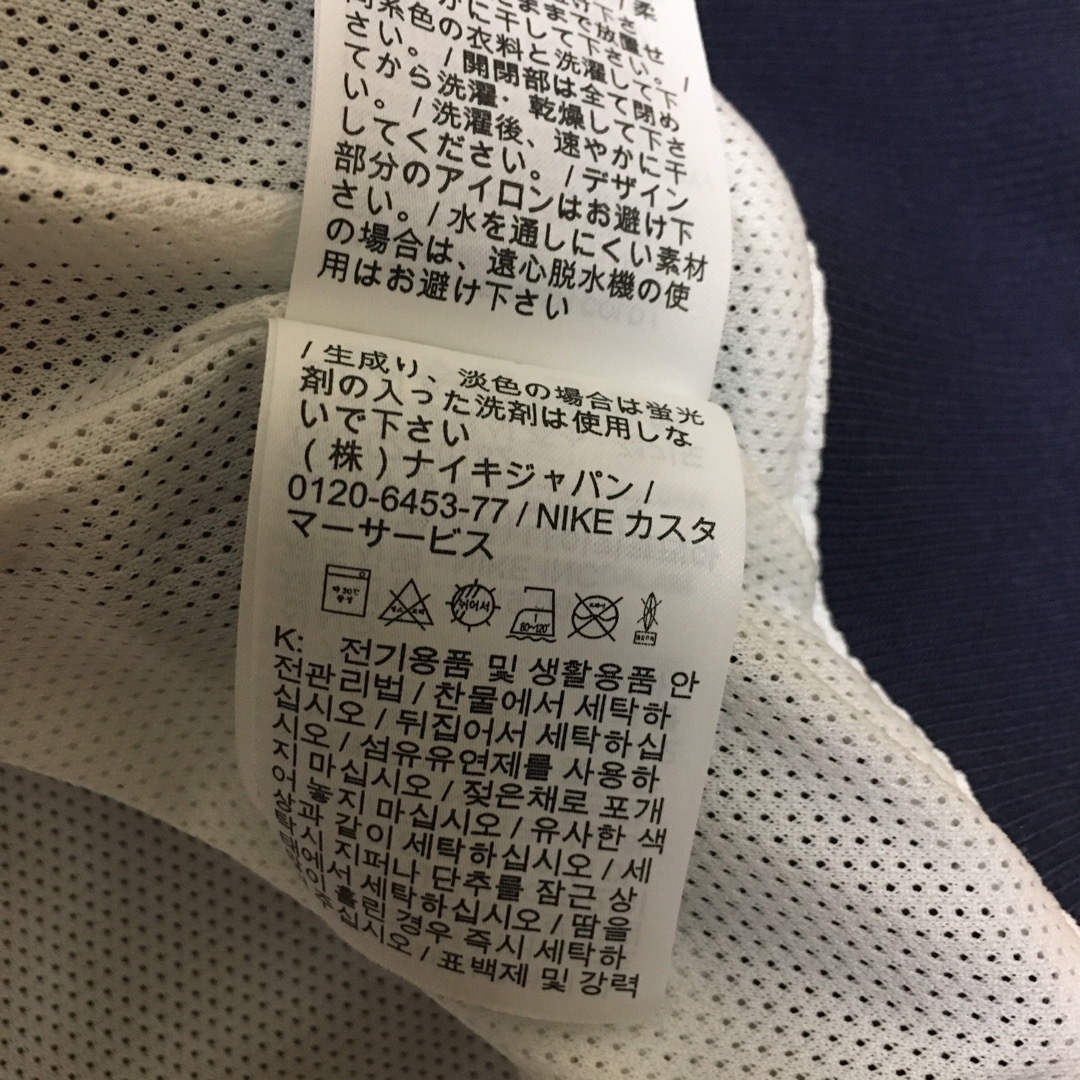 ままで放置せ
かに干して下さい。/
同系色の衣料と洗濯して下
さい。/開閉部は全て閉め
てから洗濯・乾燥して下さ
い。/洗濯後、速やかに干
してください。/デザイン
部分のアイロンはお避け下
さい。/水を通しにくい素材
の場合は、遠心脱水機の使
用はお避け下さい
/生成り、淡色の場合は蛍光
剤の入った洗剤は使用しな
いで下さい
(株)ナイキジャパン/
0120-6453-77/NIKE カスタ
マーサービス
80~120°
K: 전기용품 및 생활용품 안
전관리법/찬물에서 세탁하
십시오/뒤집어서 세탁하십
시오/섬유유연제를 사용하
지 마십시오/젖은채로 포개
어 놓지 마십시오/유사한 색
상과 같이 세탁하십시오/세
탁시 지퍼나 단추를 잠근 상
태에서 세탁하십시오/땀을
많이 흘린 경우 즉시 세탁하
여 주십시오/표백제 및 강력